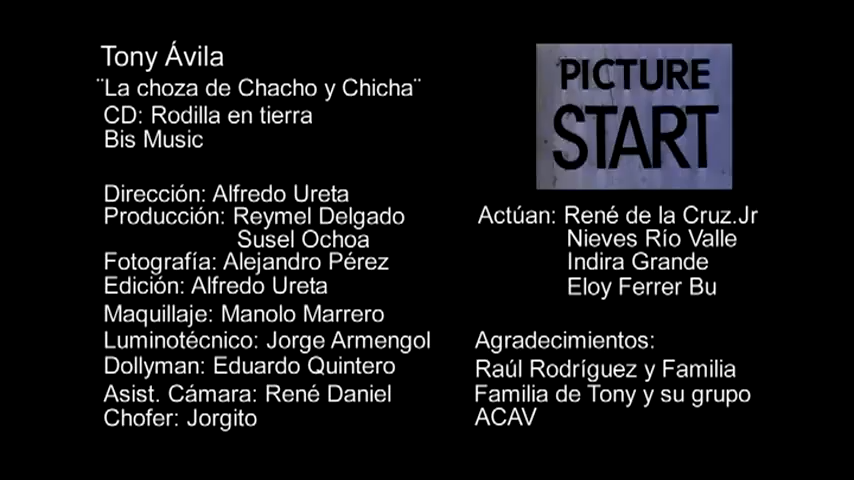 Tony Ávila
¨La choza de Chacho y Chicha¨
CD: Rodilla en tierra
Bis Music
Dirección: Alfredo Ureta
Producción: Reymel Delgado
Susel Ochoa
Fotografía: Alejandro Pérez
Edición: Alfredo Ureta
Maquillaje: Manolo Marrero
Luminotécnico: Jorge Armengol
Dollyman: Eduardo Quintero
Asist. Cámara: René Daniel
Chofer: Jorgito
PICTURE
START
Actúan: René de la Cruz.Jr
Nieves Río Valle
Indira Grande
Eloy Ferrer Bu
Agradecimientos:
Raúl Rodríguez y Familia
Familia de Tony y su grupo
ACAV